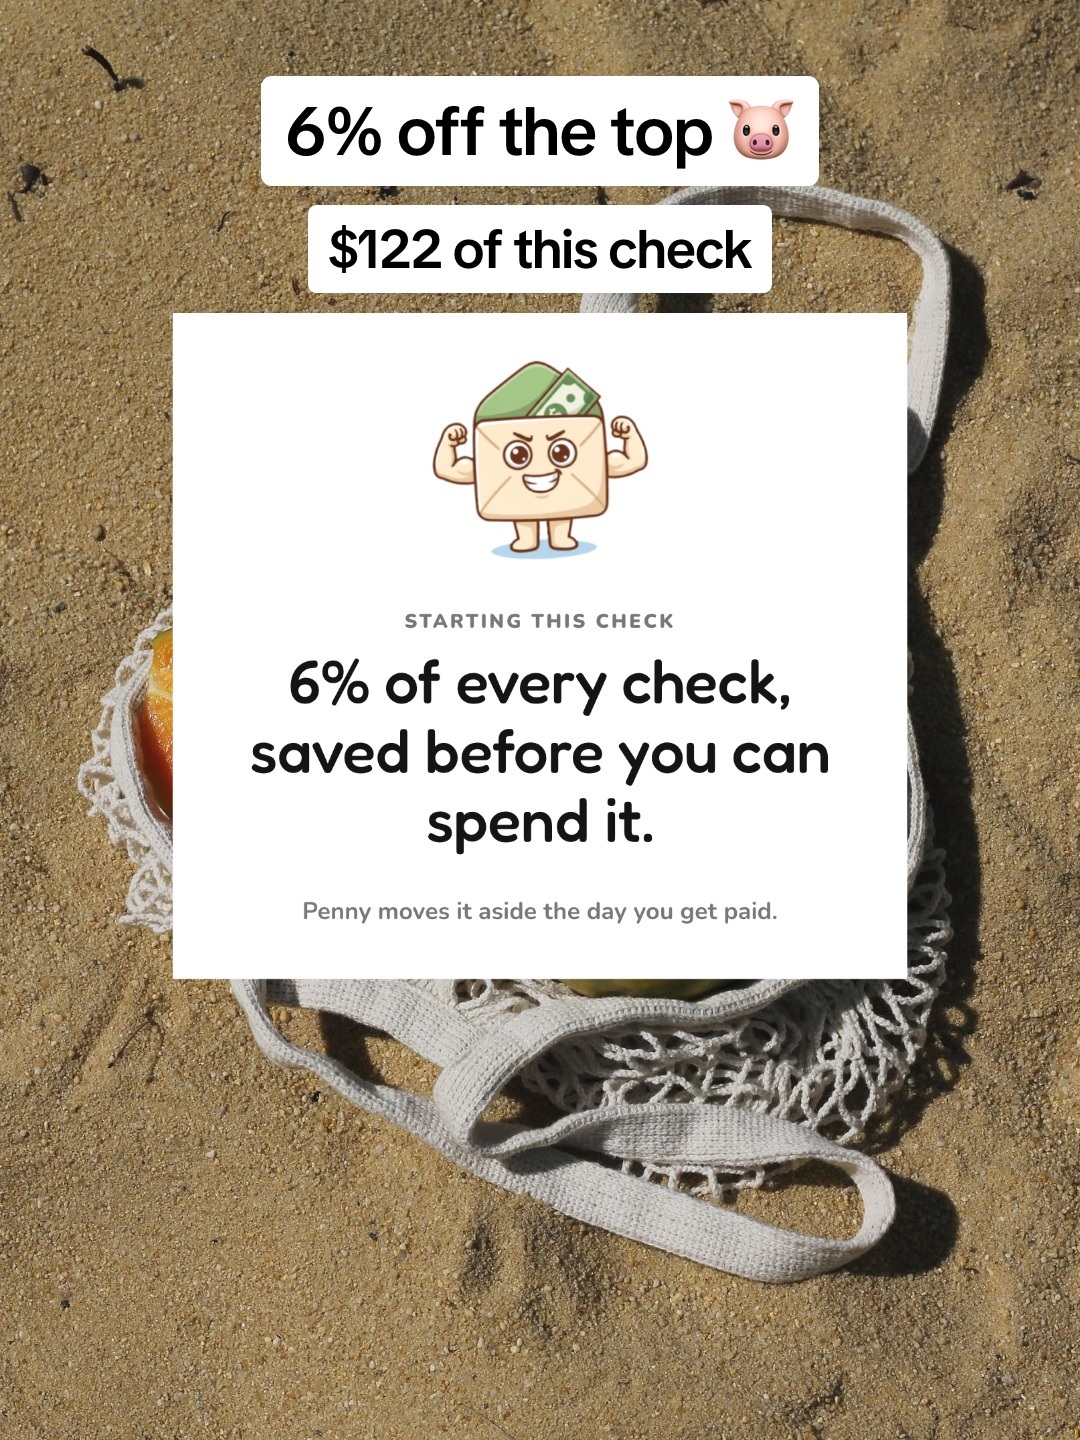 6% off the top 🐷
$122 of this check
STARTING THIS CHECK
6% of every check,
saved before you can
spend it.
Penny moves it aside the day you get paid.